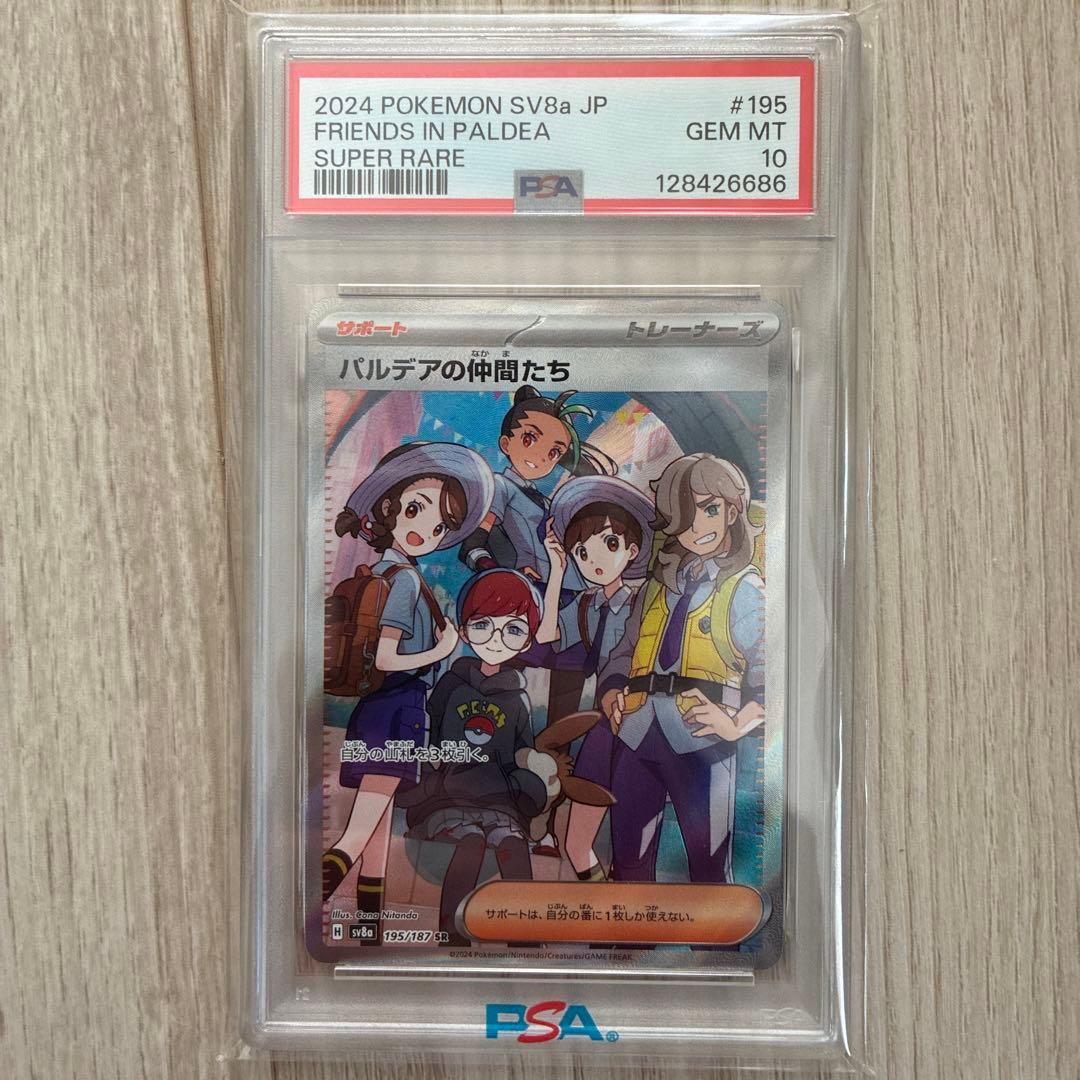 2024 POKEMON SV8a JP #195
FRIENDS IN PALDEA GEM MT
SUPER RARE 10
PSA 128426686
サポート トレーナーズ
パルデアの仲間たち
なかま
自分の山札を3枚引く。
じぶん やまふだ まい ひ
サポートは、自分の番に1枚しか使えない。
じぶん ばん まい つか
Illus. Cona Nitanda
H sv8a 195/187 SR
©2024 Pokémon/Nintendo/Creatures/GAME FREAK.
PSA®